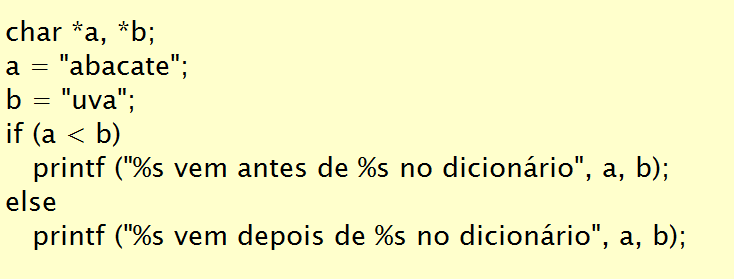 char *a, *b;
a = "abacate";
b = "uva";
if (a < b)
  printf ("%s vem antes de %s no dicionário", a, b);
else
  printf ("%s vem depois de %s no dicionário", a, b);